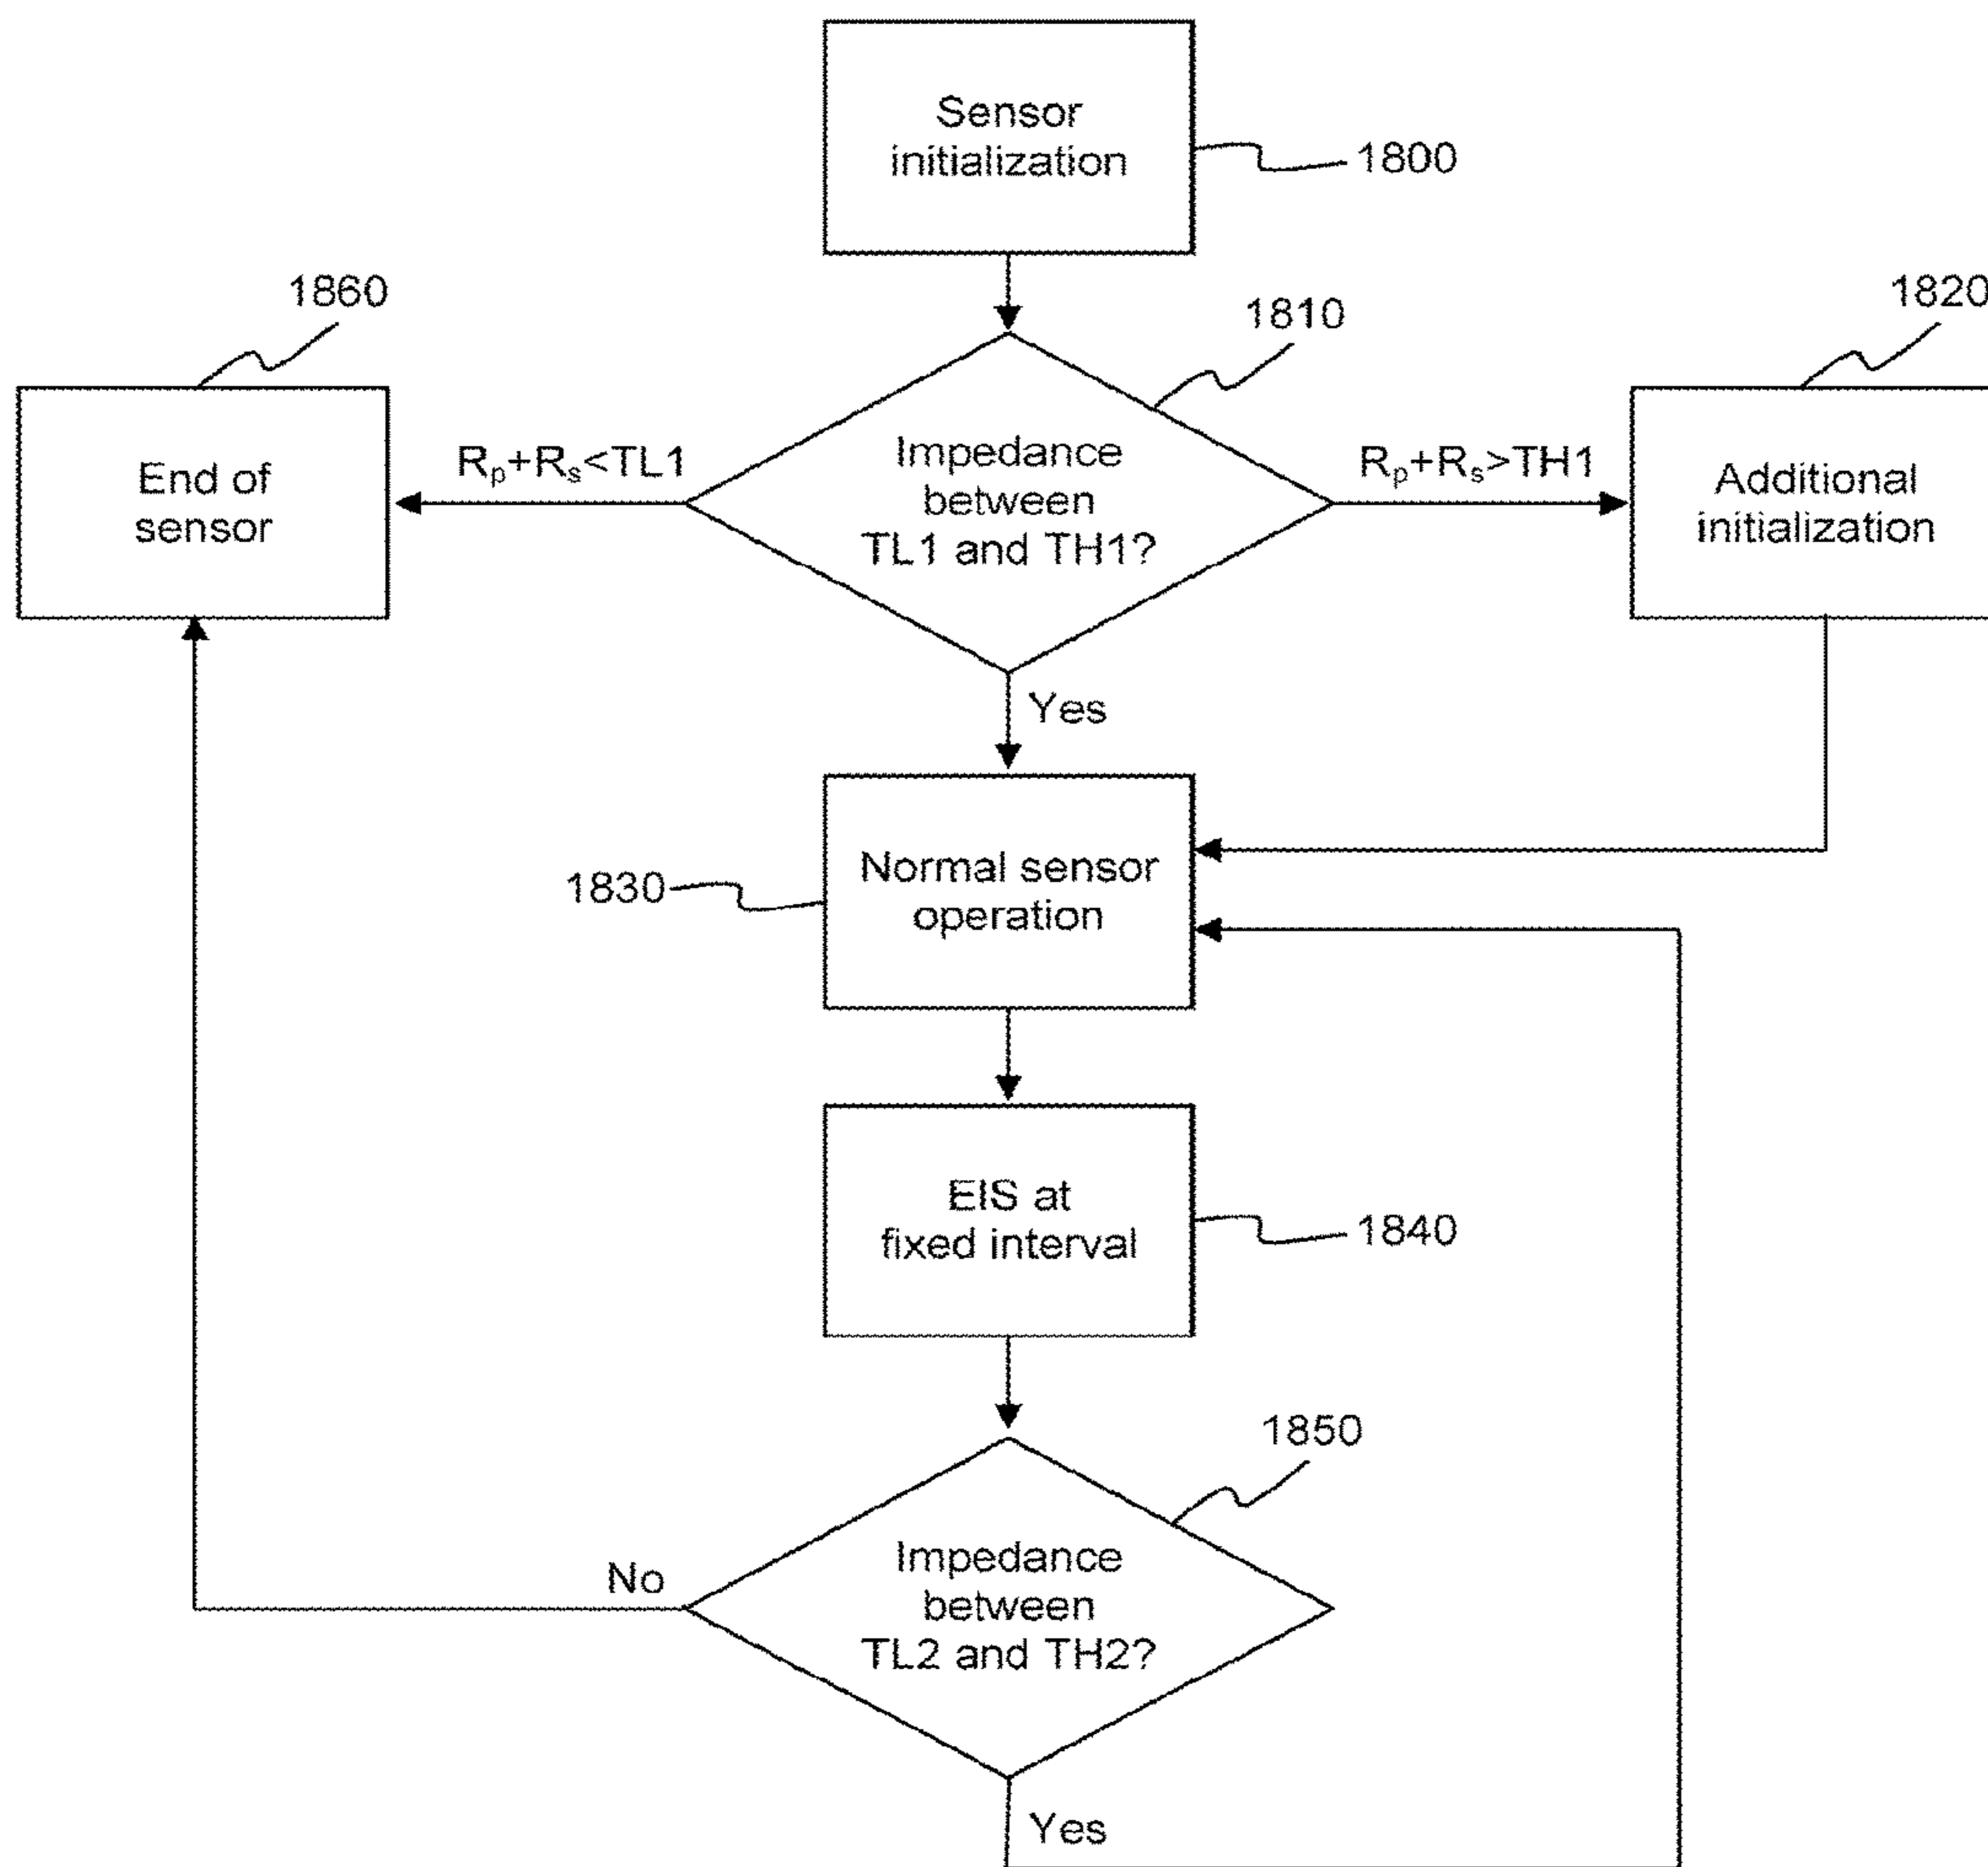 Sensor
initialization
1800
1860
1810
1820
End of
sensor
Rp+Rs<TL1
Impedance
between
TL1 and TH1?
Rp+Rs>TH1
Additional
initialization
Yes
1830
Normal sensor
operation
EIS at
fixed interval
1840
1850
No
Impedance
between
TL2 and TH2?
Yes